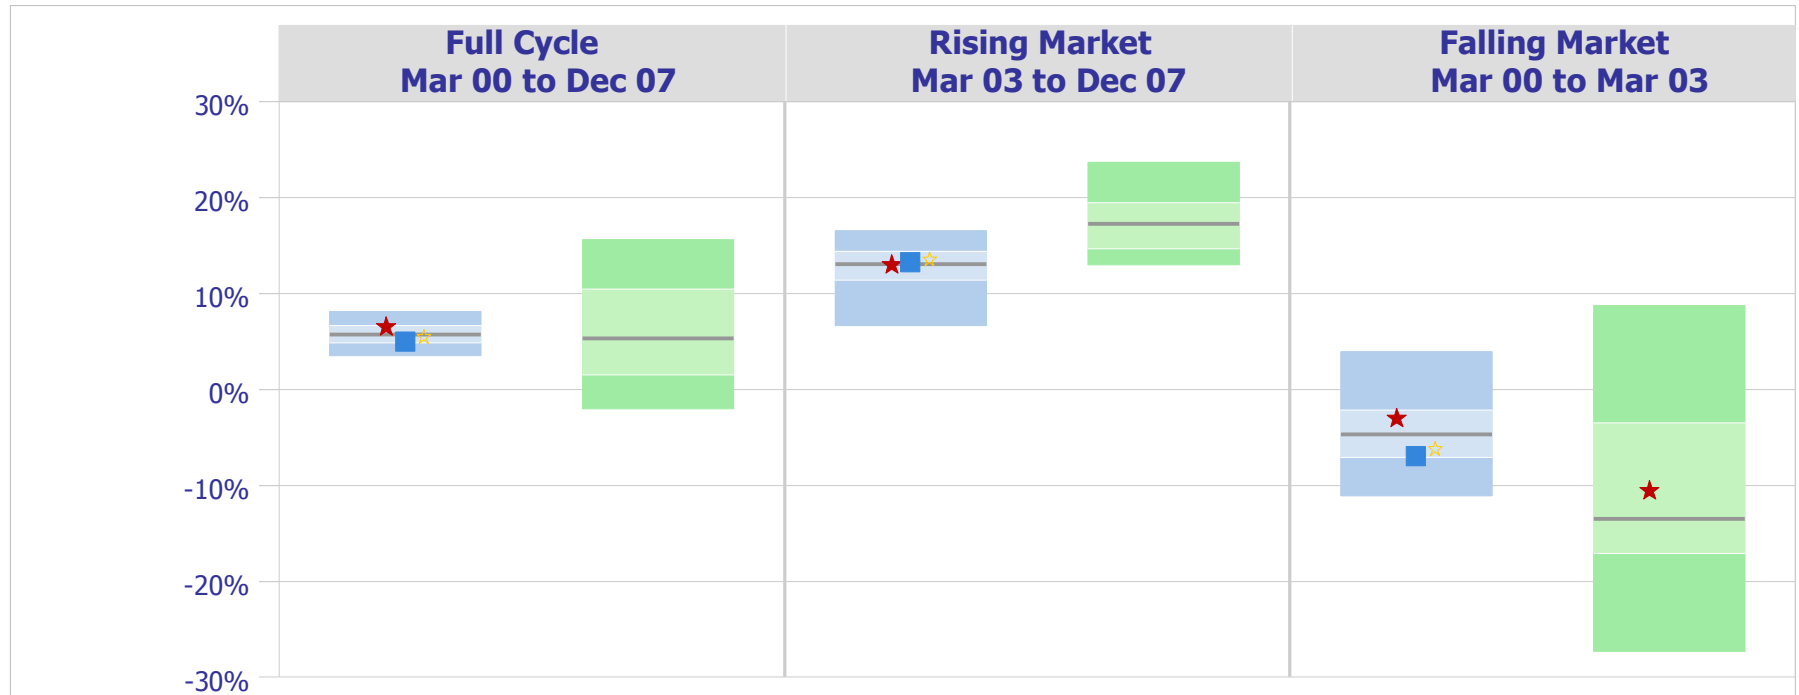 Full Cycle
Mar 00 to Dec 07
Rising Market
Mar 03 to Dec 07
Falling Market
Mar 00 to Mar 03
30%
20%
10%
0%
-10%
-20%
-30%